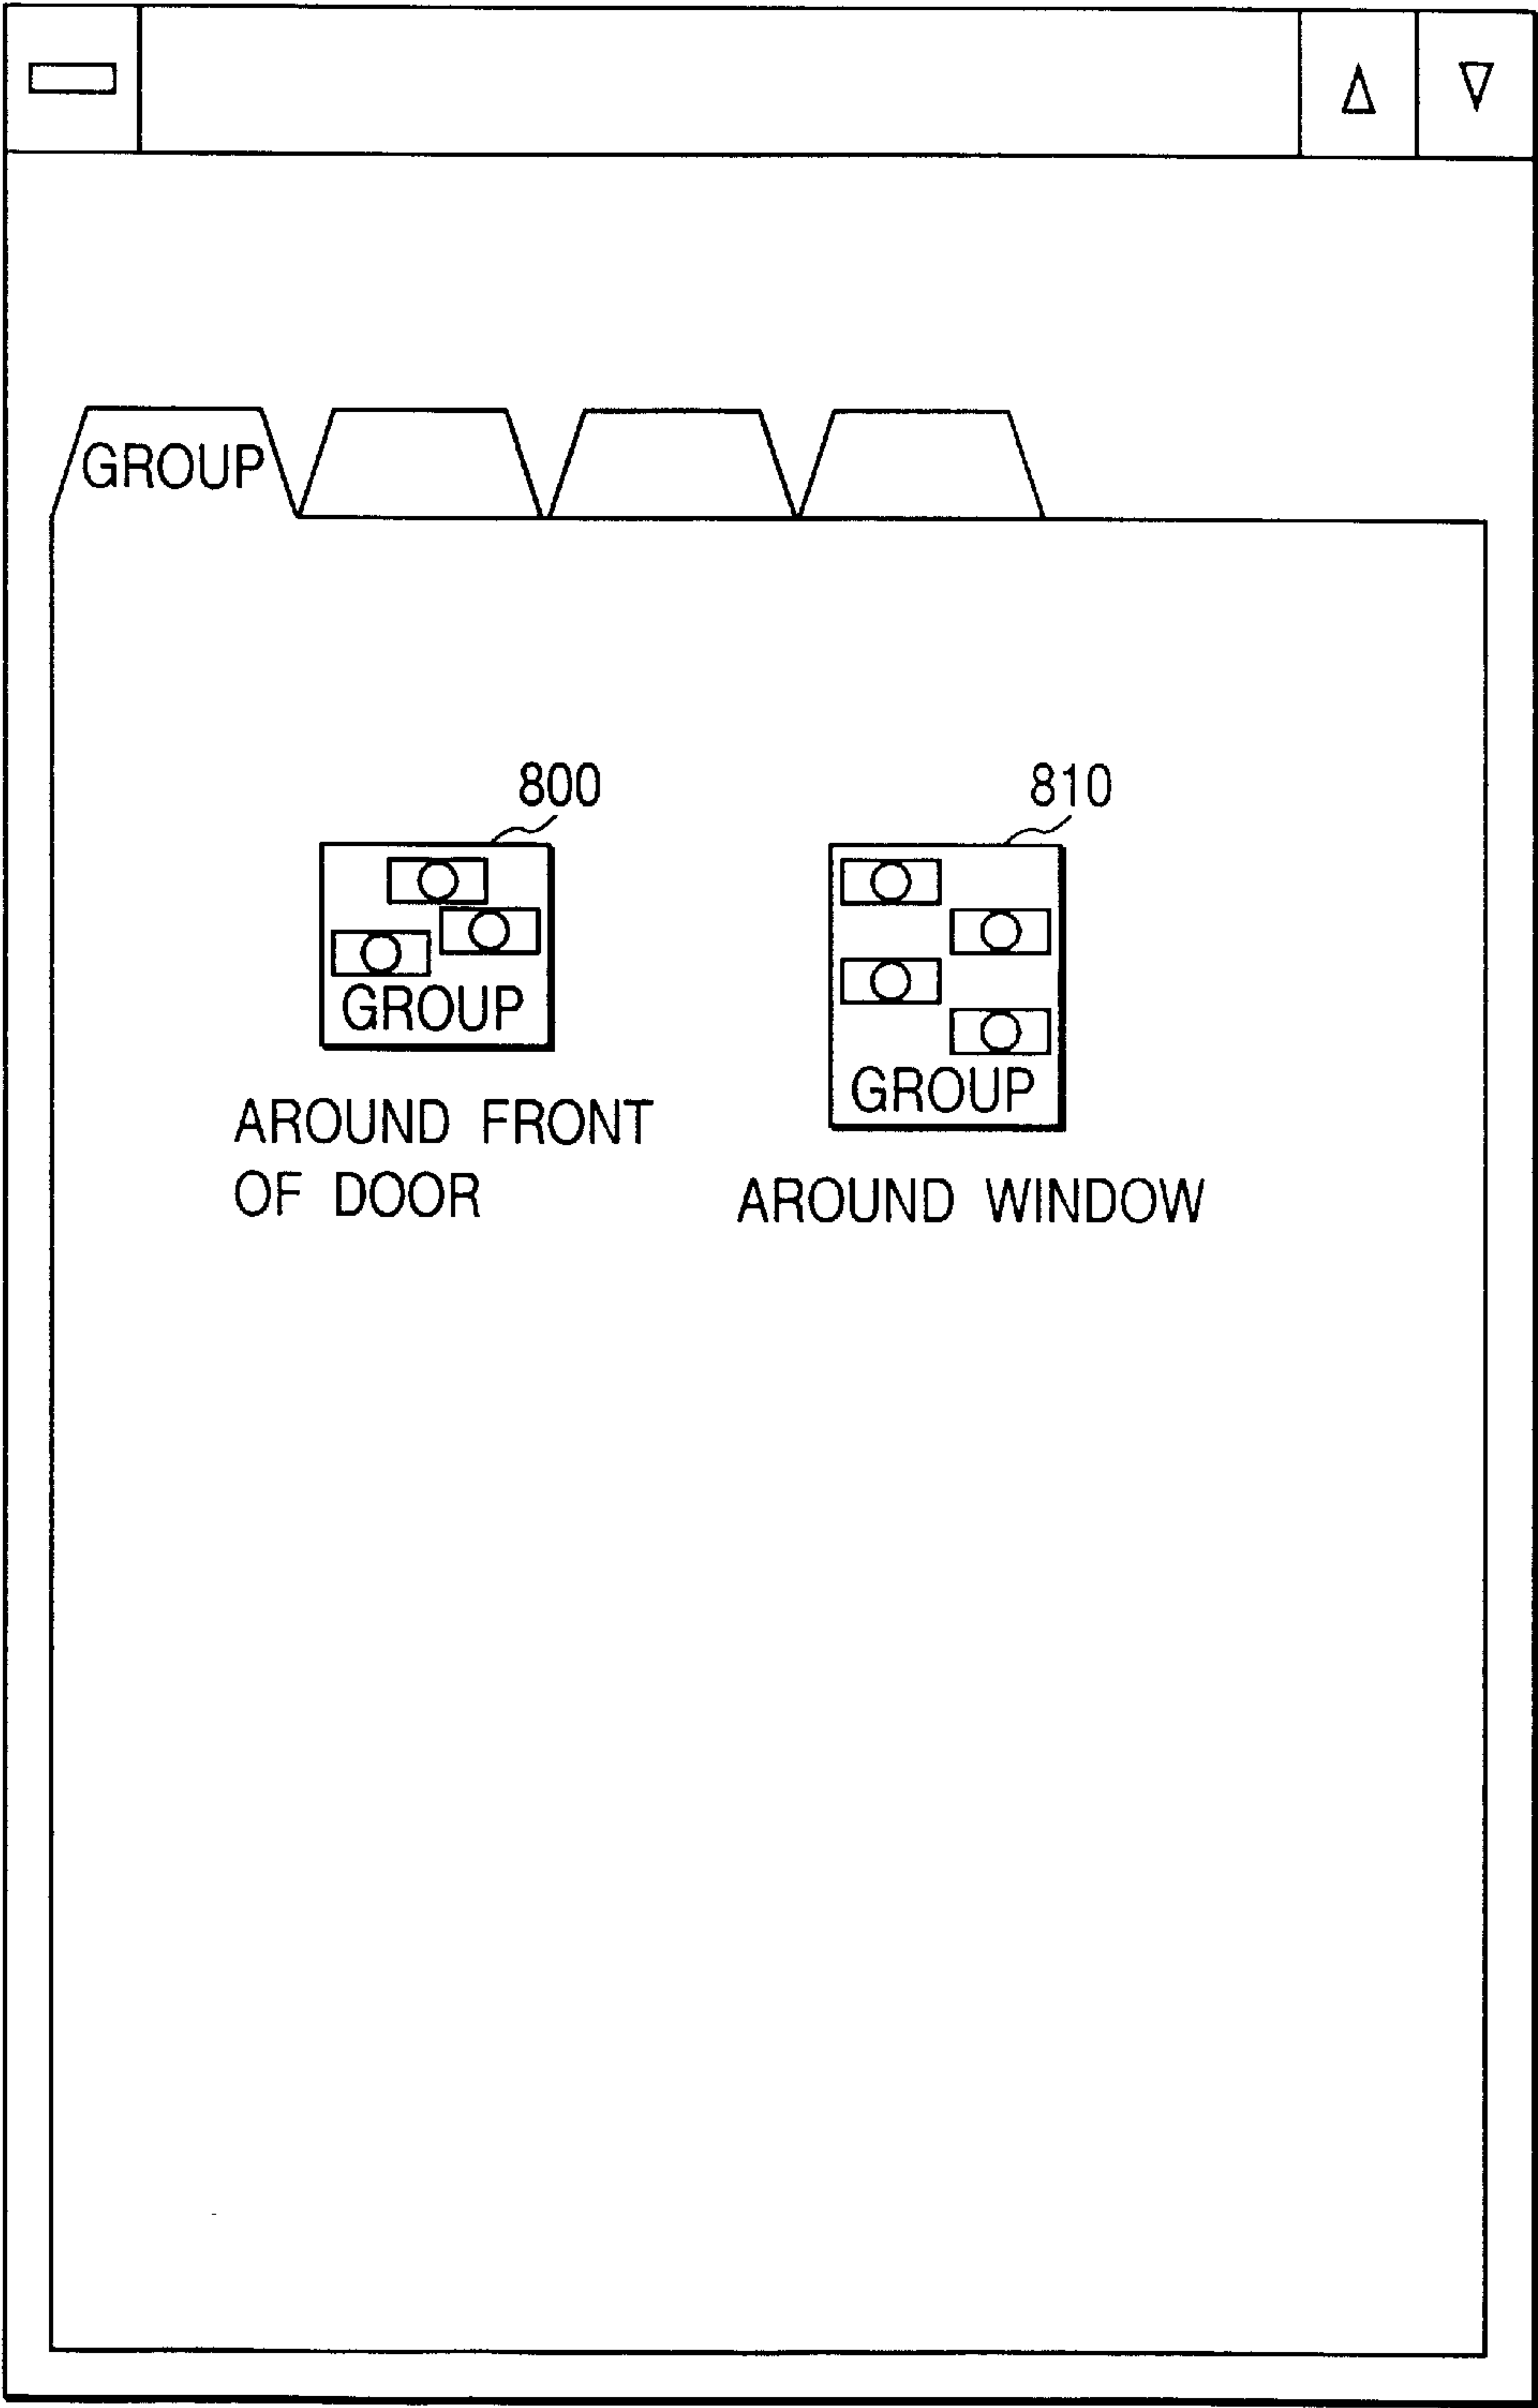 GROUP
800
810
GROUP
GROUP
AROUND FRONT
OF DOOR
AROUND WINDOW